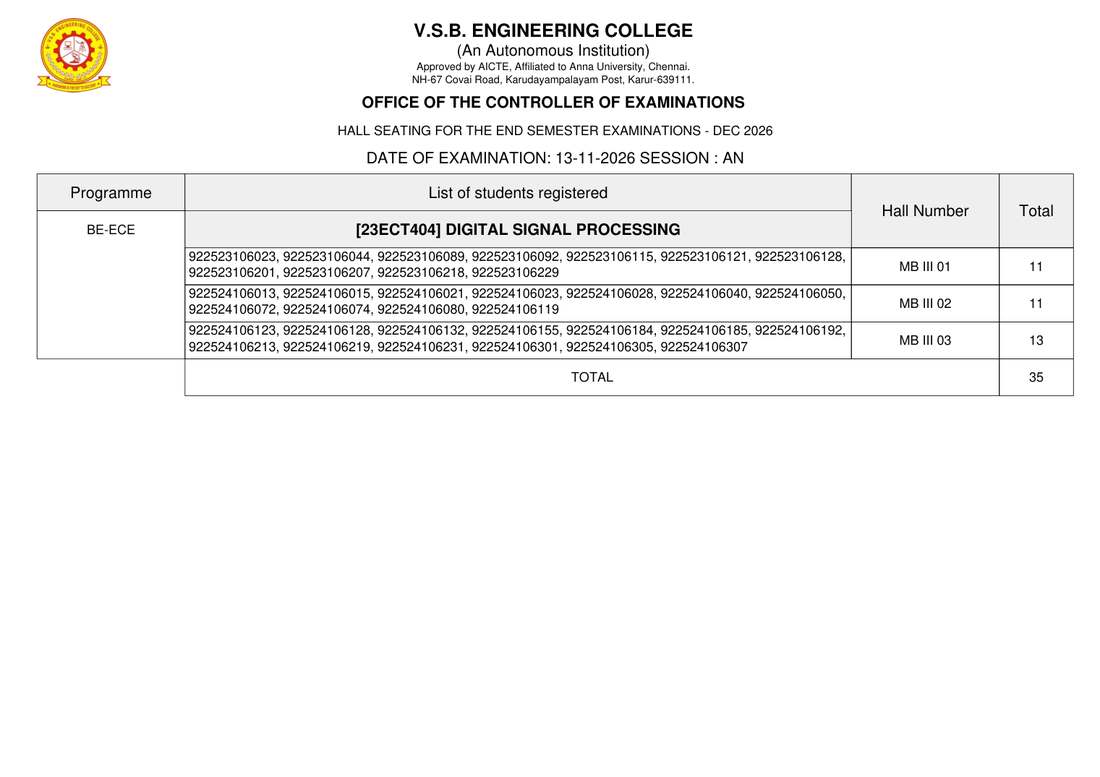 V.S.B. ENGINEERING COLLEGE
(An Autonomous Institution)
Approved by AICTE, Affiliated to Anna University, Chennai.
NH-67 Covai Road, Karudayampalayam Post, Karur-639111.
OFFICE OF THE CONTROLLER OF EXAMINATIONS
HALL SEATING FOR THE END SEMESTER EXAMINATIONS - DEC 2026
DATE OF EXAMINATION: 13-11-2026 SESSION : AN
Programme List of students registered Hall Number Total
BE-ECE [23ECT404] DIGITAL SIGNAL PROCESSING
922523106023, 922523106044, 922523106089, 922523106092, 922523106115, 922523106121, 922523106128,
922523106201, 922523106207, 922523106218, 922523106229
MB III 01 11
922524106013, 922524106015, 922524106021, 922524106023, 922524106028, 922524106040, 922524106050,
922524106072, 922524106074, 922524106080, 922524106119
MB III 02 11
922524106123, 922524106128, 922524106132, 922524106155, 922524106184, 922524106185, 922524106192,
922524106213, 922524106219, 922524106231, 922524106301, 922524106305, 922524106307
MB III 03 13
TOTAL 35